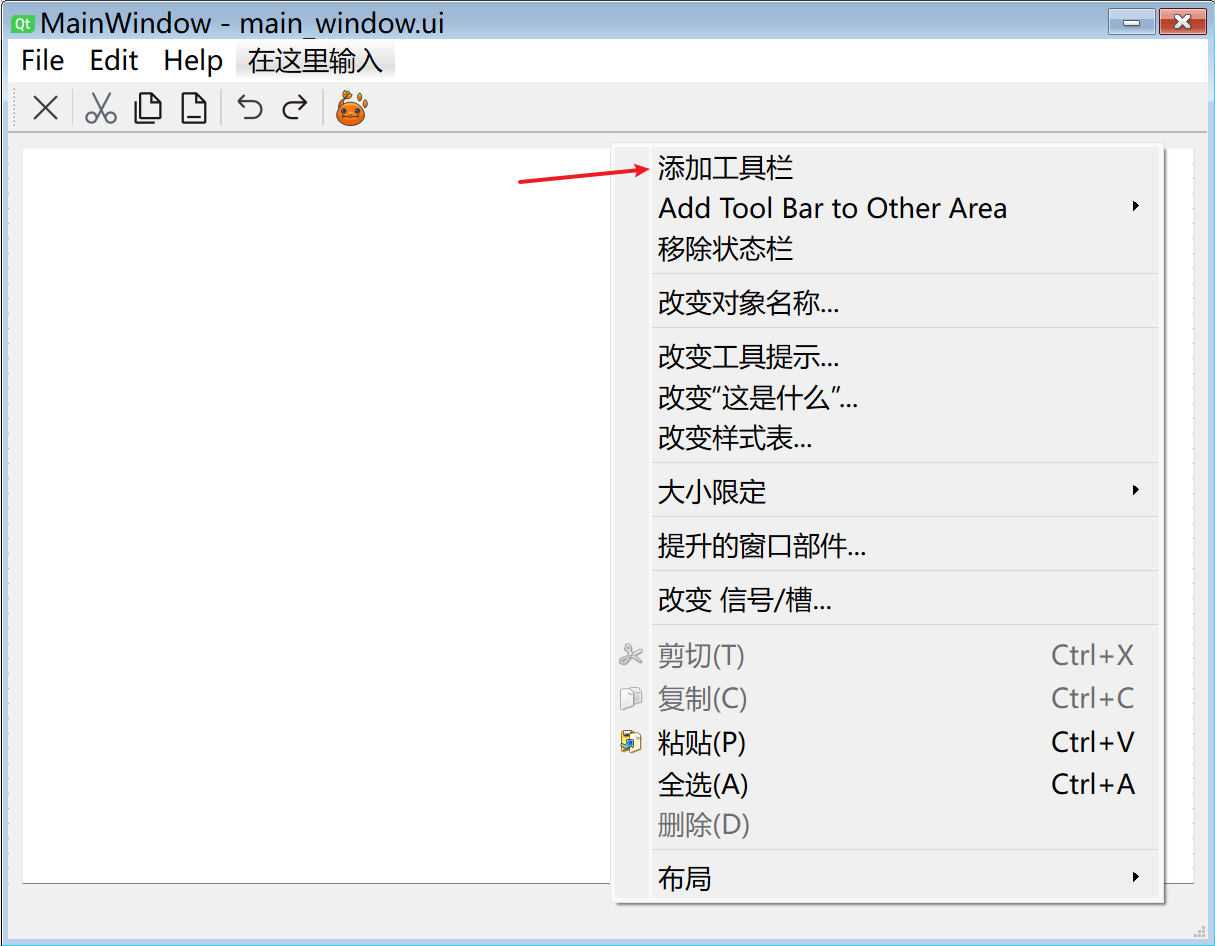 Qt MainWindow - main_window.ui
File Edit Help 在这里输入
添加工具栏
Add Tool Bar to Other Area
移除状态栏
改变对象名称...
改变工具提示...
改变“这是什么”...
改变样式表...
大小限定
提升的窗口部件...
改变 信号/槽...
剪切(T) Ctrl+X
复制(C) Ctrl+C
粘贴(P) Ctrl+V
全选(A) Ctrl+A
删除(D)
布局